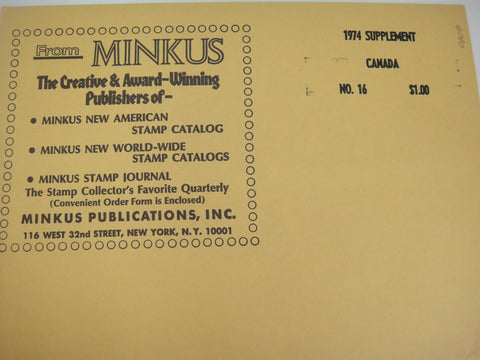 From MINKUS
The Creative & Award-Winning
Publishers of-
● MINKUS NEW AMERICAN
STAMP CATALOG
● MINKUS NEW WORLD-WIDE
STAMP CATALOGS
● MINKUS STAMP JOURNAL
The Stamp Collector's Favorite Quarterly
(Convenient Order Form is Enclosed)
MINKUS PUBLICATIONS, INC.
116 WEST 32nd STREET, NEW YORK, N.Y. 10001
1974 SUPPLEMENT
CANADA
NO. 16 $1.00